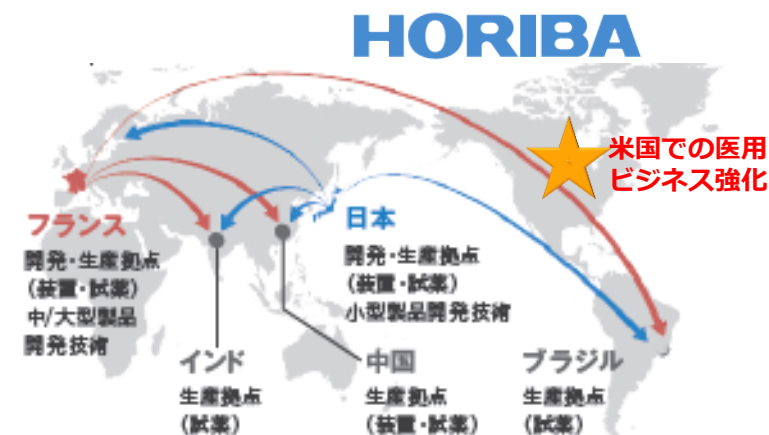 HORIBA
米国での医用
ビジネス強化
フランス
開発・生産拠点
(装置・試薬)
中/大型製品
開発技術
日本
開発・生産拠点
(装置・試薬)
小型製品開発技術
インド
生産拠点
(試薬)
中国
生産拠点
(装置・試薬)
ブラジル
生産拠点
(試薬)